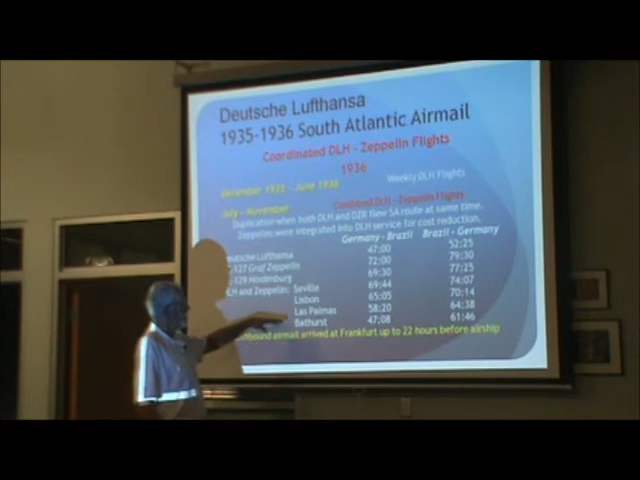 Deutsche Lufthansa
1935-1936 South Atlantic Airmail
Coordinated DLH - Zeppelin Flights
1936
December 1935 - June 1936 Weekly DLH Flights
July - November Combined DLH - Zeppelin Flights
Duplication when both DLH and DZR flew SA route at same time.
Zeppelins were integrated into DLH service for cost reduction.
Germany - Brazil Brazil - Germany
Deutsche Lufthansa 47:00 52:25
127 Graf Zeppelin 72:00 79:30
129 Hindenburg 69:30 77:25
and Zeppelin: Seville 69:44 74:07
Lisbon 65:05 70:14
Las Palmas 58:20 64:38
Bathurst 47:08 61:46
airmail arrived at Frankfurt up to 22 hours before airship